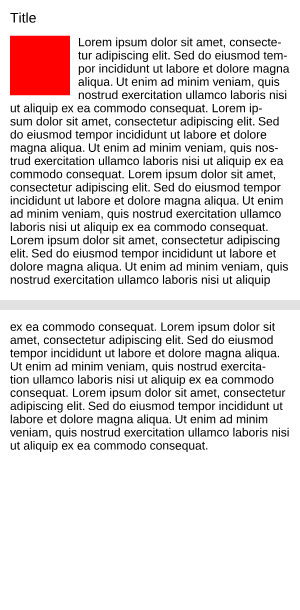 Title
Lorem ipsum dolor sit amet, consecte-
tur adipiscing elit. Sed do eiusmod tem-
por incididunt ut labore et dolore magna
aliqua. Ut enim ad minim veniam, quis
nostrud exercitation ullamco laboris nisi
ut aliquip ex ea commodo consequat. Lorem ip-
sum dolor sit amet, consectetur adipiscing elit. Sed
do eiusmod tempor incididunt ut labore et dolore
magna aliqua. Ut enim ad minim veniam, quis nos-
trud exercitation ullamco laboris nisi ut aliquip ex ea
commodo consequat. Lorem ipsum dolor sit amet,
consectetur adipiscing elit. Sed do eiusmod tempor
incididunt ut labore et dolore magna aliqua. Ut enim
ad minim veniam, quis nostrud exercitation ullamco
laboris nisi ut aliquip ex ea commodo consequat.
Lorem ipsum dolor sit amet, consectetur adipiscing
elit. Sed do eiusmod tempor incididunt ut labore et
dolore magna aliqua. Ut enim ad minim veniam, quis
nostrud exercitation ullamco laboris nisi ut aliquip
ex ea commodo consequat. Lorem ipsum dolor sit
amet, consectetur adipiscing elit. Sed do eiusmod
tempor incididunt ut labore et dolore magna aliqua.
Ut enim ad minim veniam, quis nostrud exercita-
tion ullamco laboris nisi ut aliquip ex ea commodo
consequat. Lorem ipsum dolor sit amet, consectetur
adipiscing elit. Sed do eiusmod tempor incididunt ut
labore et dolore magna aliqua. Ut enim ad minim
veniam, quis nostrud exercitation ullamco laboris nisi
ut aliquip ex ea commodo consequat.